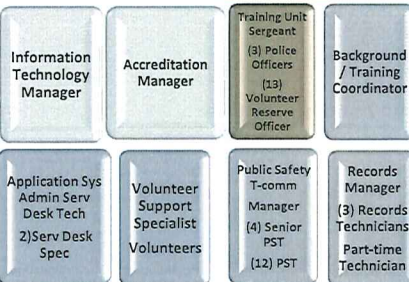 Information
Technology
Manager
Accreditation
Manager
Training Unit
Sergeant
(3) Police
Officers
(13)
Volunteer
Reserve
Officer
Background
/ Training
Coordinator
Application Sys
Admin Serv
Desk Tech
2)Serv Desk
Spec
Volunteer
Support
Specialist
Volunteers
Public Safety
T-comm
Manager
(4) Senior
PST
(12) PST
Records
Manager
(3) Records
Technicians
Part-time
Technician